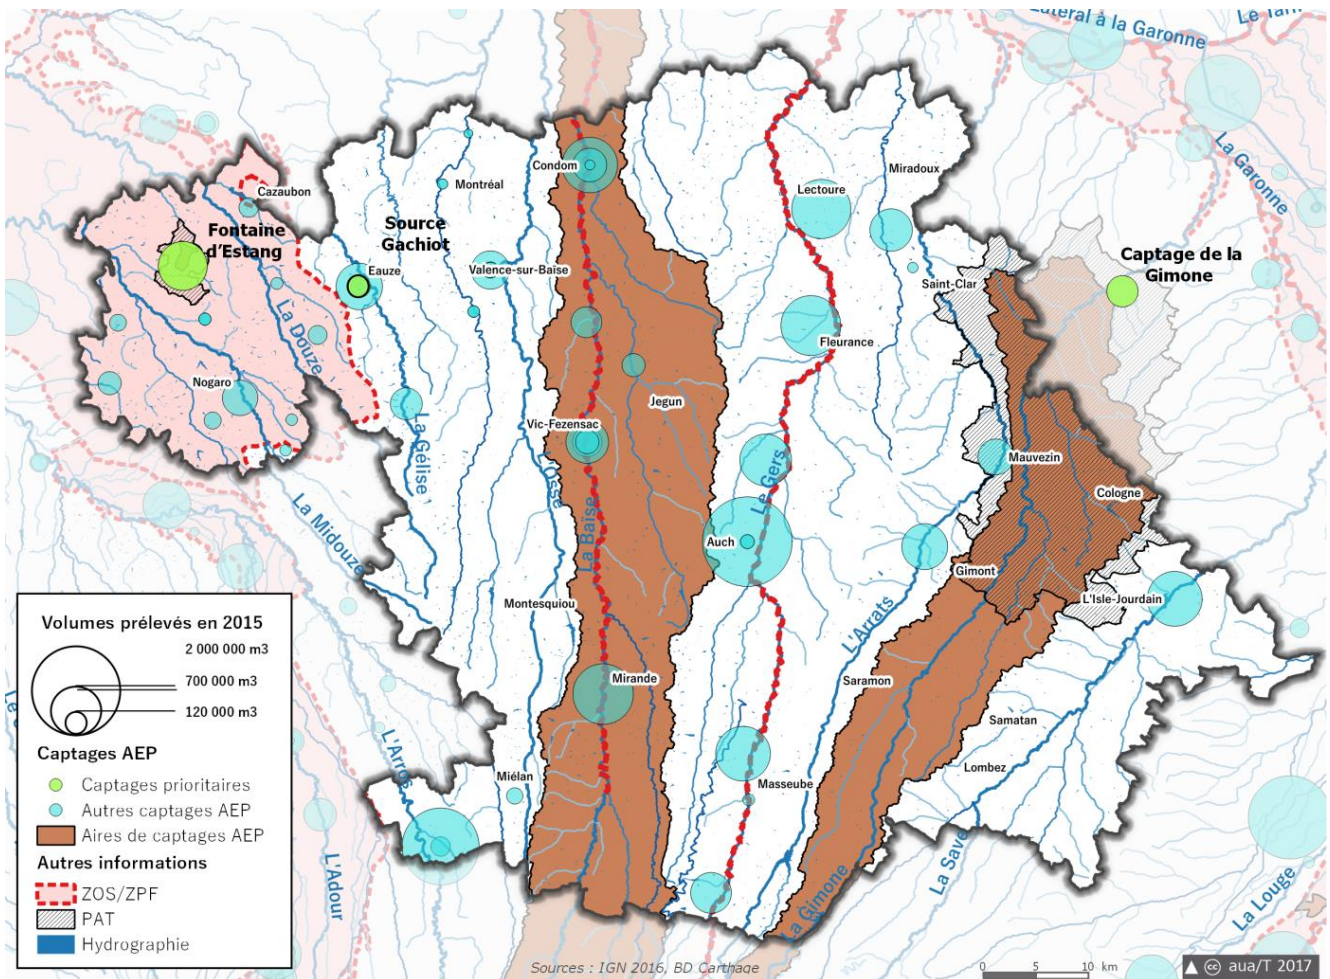 Latéral à la Garonne
Le Tarn
La Garonne
Condom
Miradoux
Montréal
Lectoure
Cazaubon
Fontaine
d'Estang
Source
Gachiot
Captage de la
Gimone
Eauze
Valence-sur-Baïse
Saint-Clar
La Douze
Fleurance
Nogaro
Jegun
La Gélise
Vic-Fezensac
Mauvezin
Le Gers
Cologne
La Midouze
La Baïse
Auch
Gimont
L'Isle-Jourdain
Montesquiou
L'Arrats
Mirande
Saramon
Samatan
Lombez
L'Arros
Miélan
Masseube
L'Adour
La Gimone
La Save
La Louge
Volumes prélevés en 2015
2 000 000 m3
700 000 m3
120 000 m3
Captages AEP
Captages prioritaires
Autres captages AEP
Aires de captages AEP
Autres informations
ZOS/ZPF
PAT
Hydrographie
Sources : IGN 2016, BD Carthage
0 5 10 km
▲ © aua/T 2017